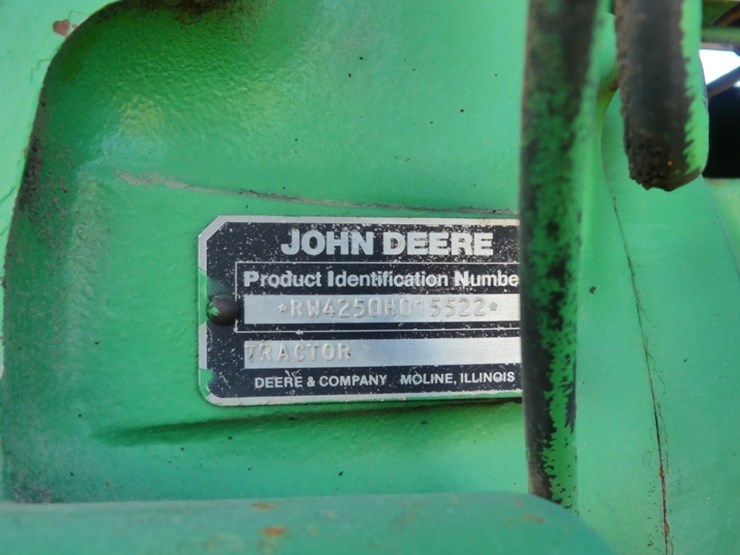 JOHN DEERE
Product Identification Numbe
*RW4250H015522*
TRACTOR
DEERE & COMPANY MOLINE, ILLINOIS